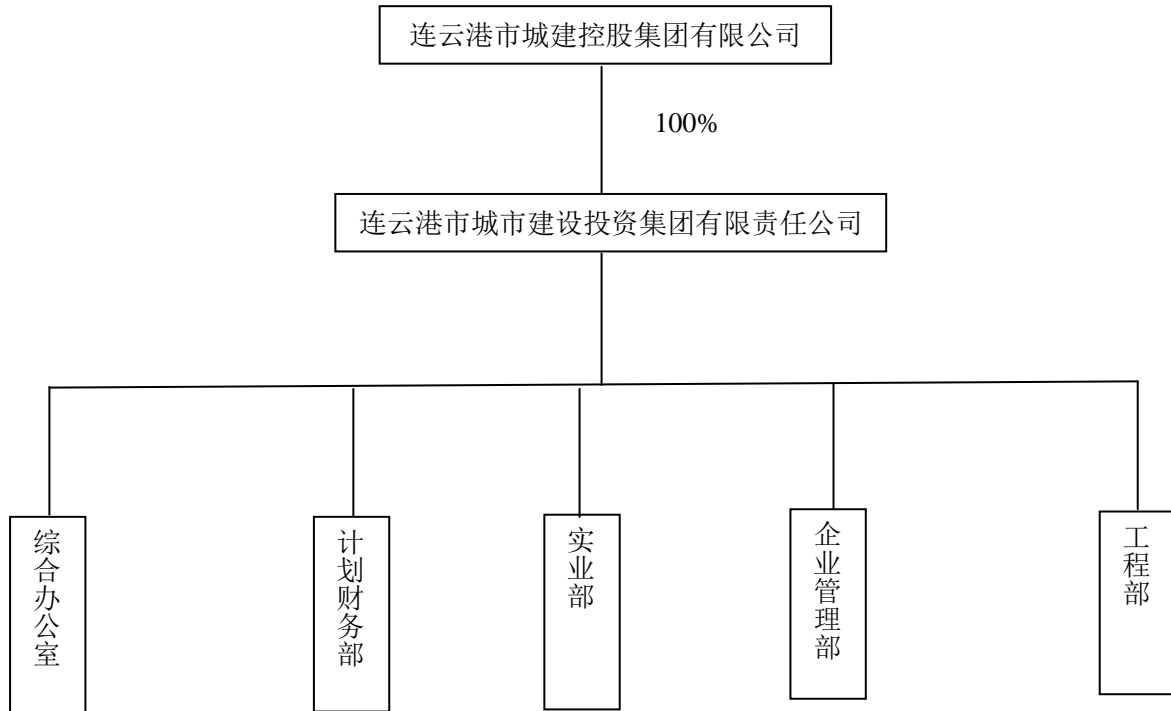 连云港市城建控股集团有限公司
100%
连云港市城市建设投资集团有限责任公司
综合办公室
计划财务部
实业部
企业管理部
工程部